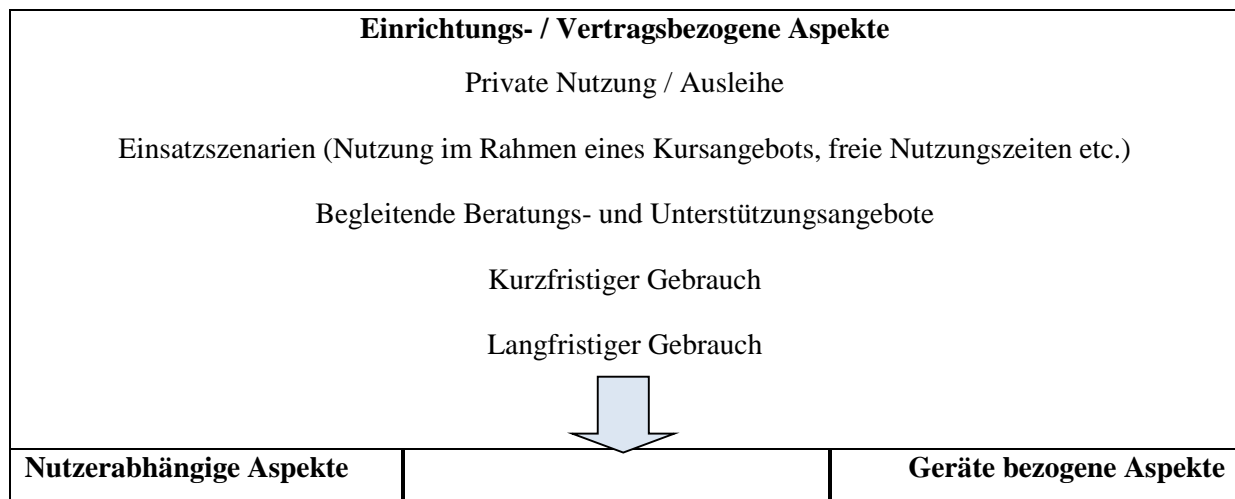 Einrichtungs- / Vertragsbezogene Aspekte
Private Nutzung / Ausleihe
Einsatzszenarien (Nutzung im Rahmen eines Kursangebots, freie Nutzungszeiten etc.)
Begleitende Beratungs- und Unterstützungsangebote
Kurzfristiger Gebrauch
Langfristiger Gebrauch
Nutzerabhängige Aspekte
Geräte bezogene Aspekte